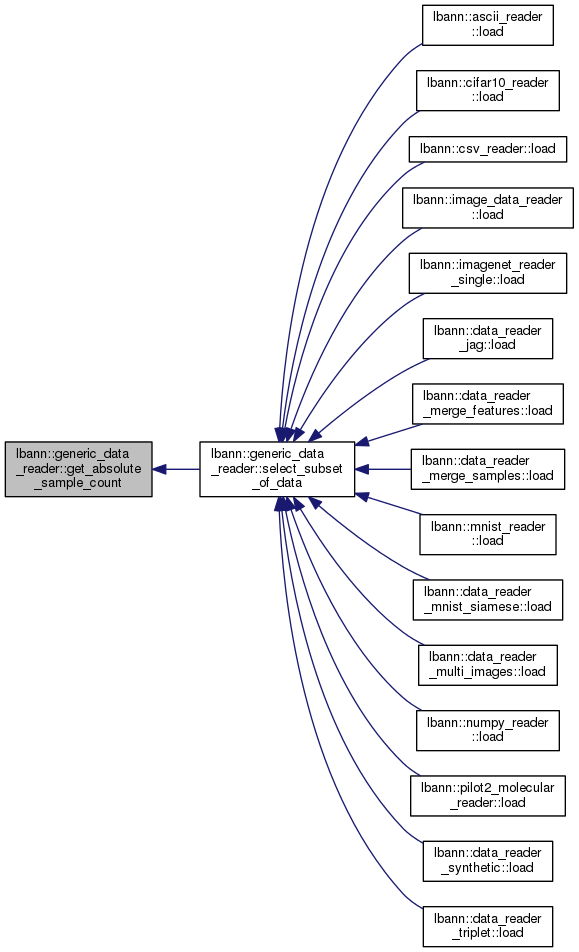 lbann::generic_data
_reader::get_absolute
_sample_count
lbann::generic_data
_reader::select_subset
_of_data
lbann::ascii_reader
::load
lbann::cifar10_reader
::load
lbann::csv_reader::load
lbann::image_data_reader
::load
lbann::imagenet_reader
_single::load
lbann::data_reader
_jag::load
lbann::data_reader
_merge_features::load
lbann::data_reader
_merge_samples::load
lbann::mnist_reader
::load
lbann::data_reader
_mnist_siamese::load
lbann::data_reader
_multi_images::load
lbann::numpy_reader
::load
lbann::pilot2_molecular
_reader::load
lbann::data_reader
_synthetic::load
lbann::data_reader
_triplet::load